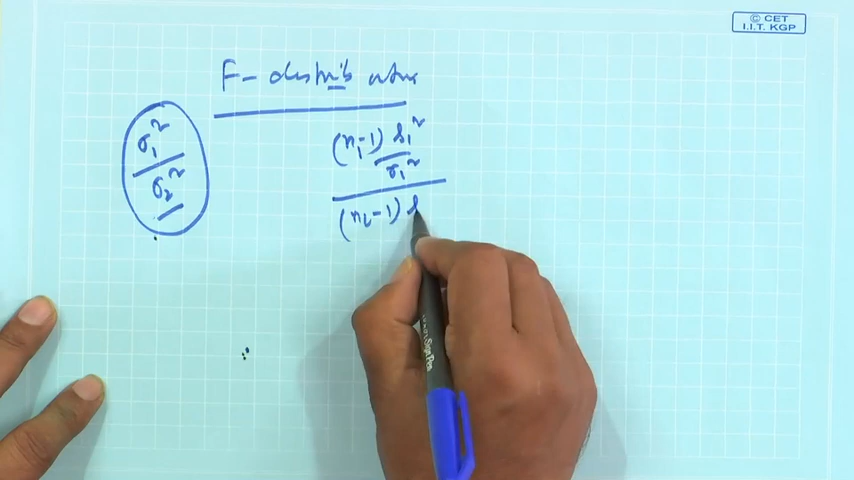 © CET
I.I.T. KGP
F- distribution
σ₁²
σ₂²
(n₁-1) s₁²
σ₁²
(n₂-1) s